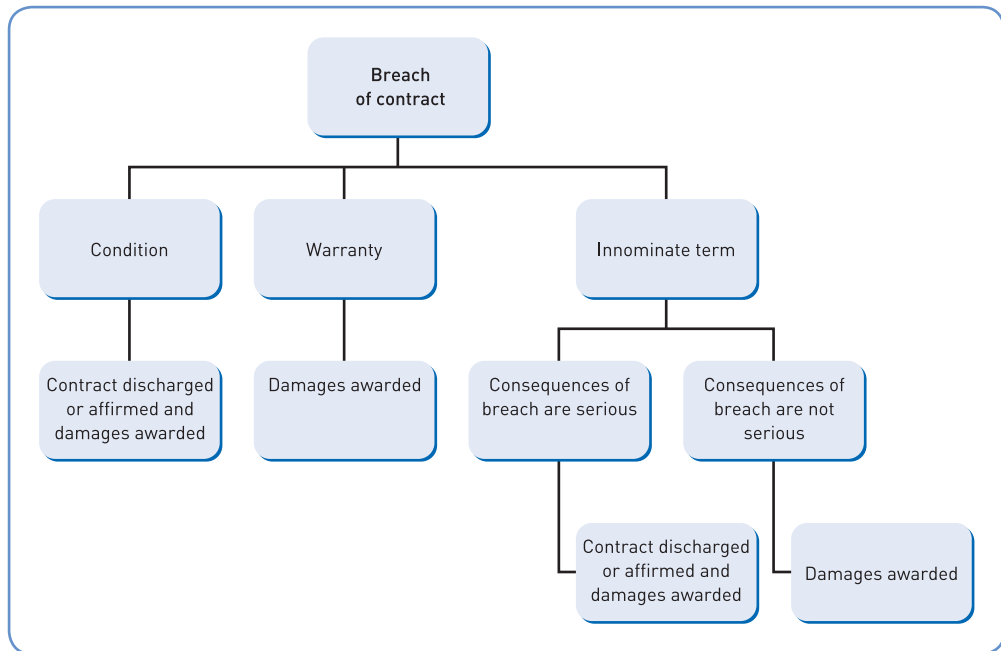 Breach
of contract
Condition
Warranty
Innominate term
Contract discharged
or affirmed and
damages awarded
Damages awarded
Consequences of
breach are serious
Consequences of
breach are not
serious
Contract discharged
or affirmed and
damages awarded
Damages awarded